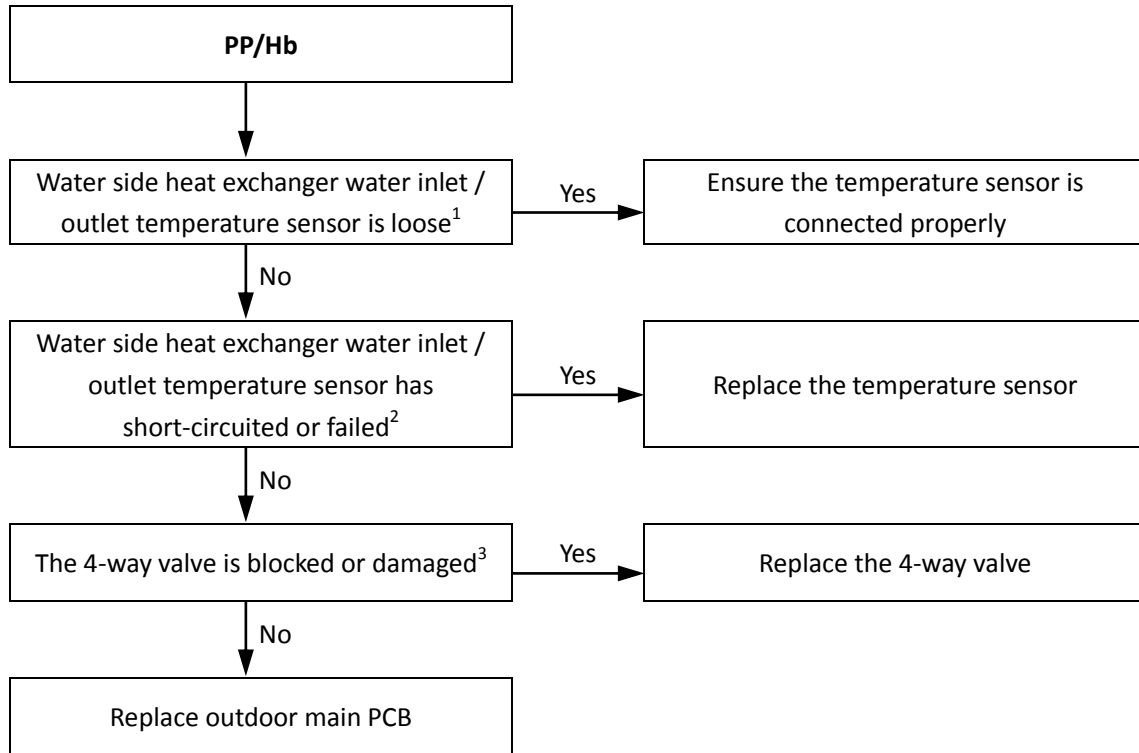 PP/Hb
Water side heat exchanger water inlet /
outlet temperature sensor is loose¹
Yes
Ensure the temperature sensor is
connected properly
No
Water side heat exchanger water inlet /
outlet temperature sensor has
short-circuited or failed²
Yes
Replace the temperature sensor
No
The 4-way valve is blocked or damaged³
Yes
Replace the 4-way valve
No
Replace outdoor main PCB